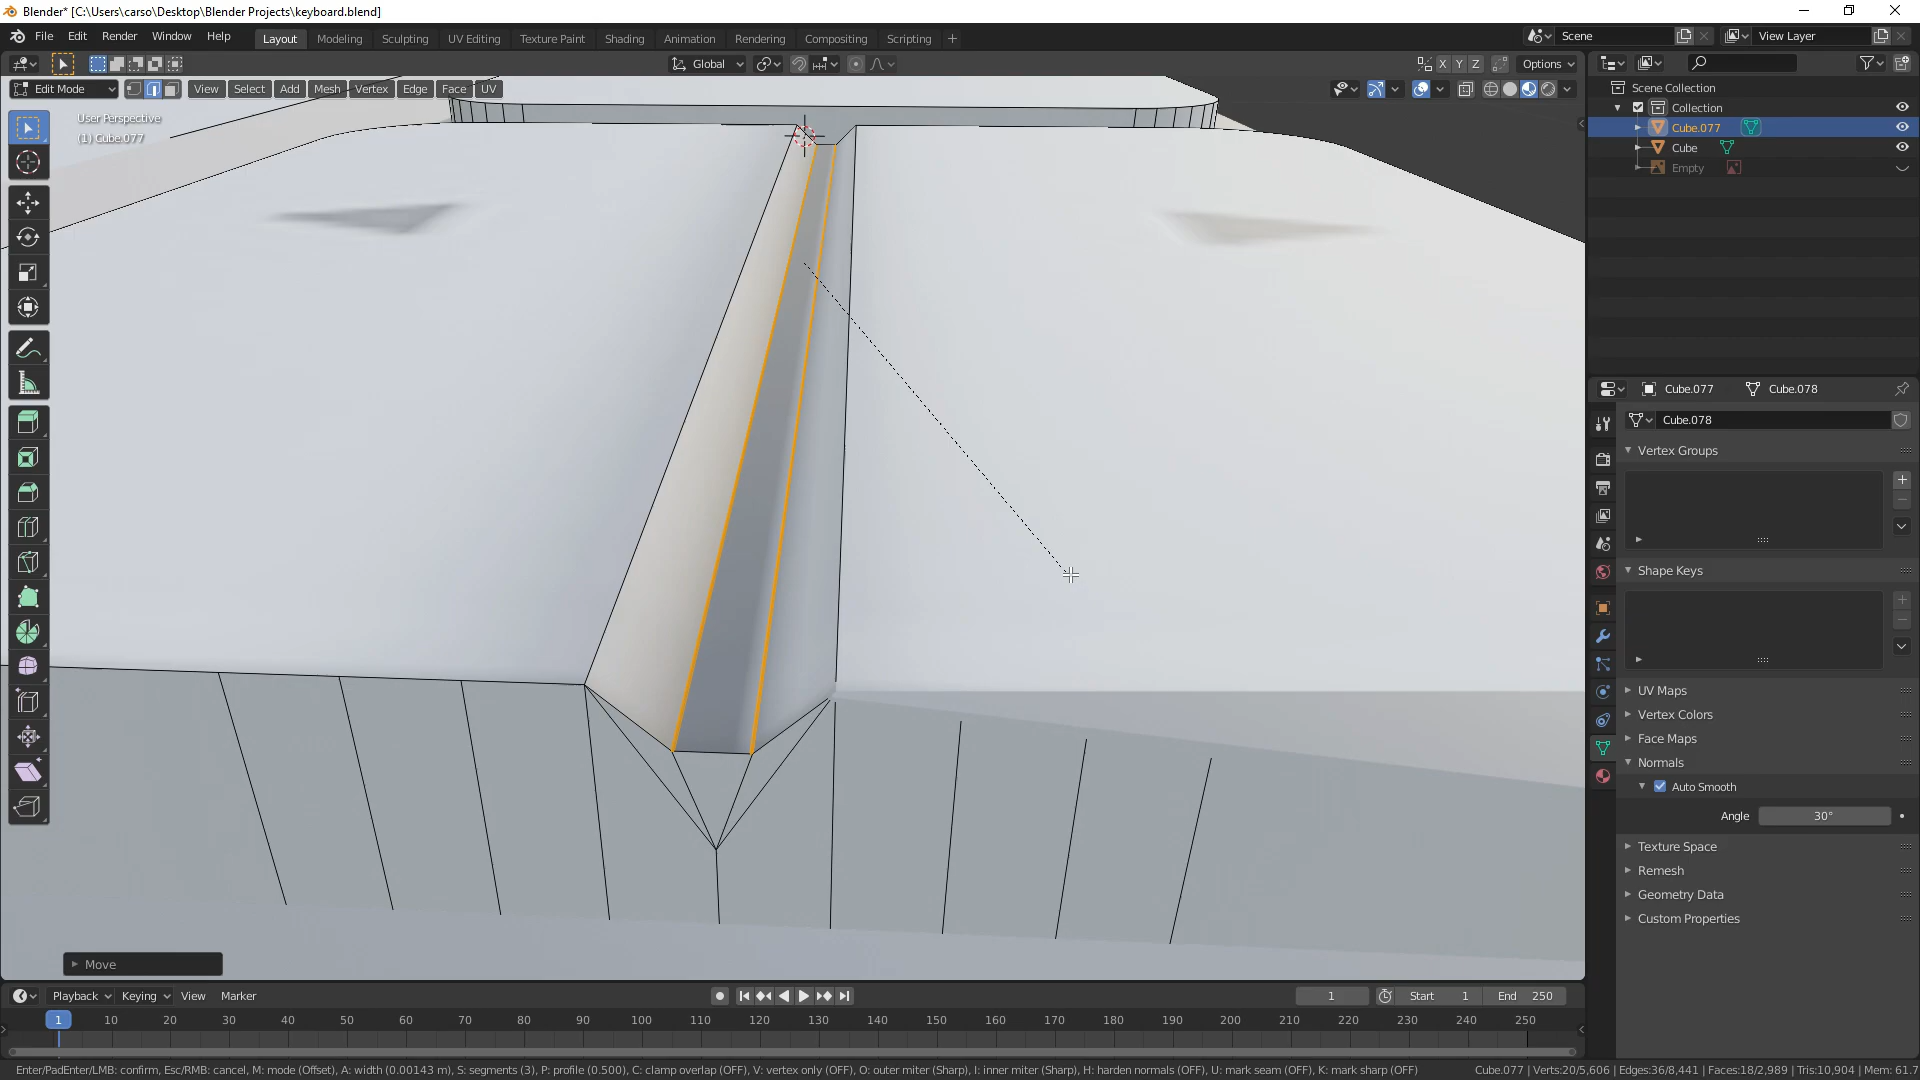 Blender* [C:\Users\carso\Desktop\Blender Projects\keyboard.blend]
File Edit Render Window Help Layout Modeling Sculpting UV Editing Texture Paint Shading Animation Rendering Compositing Scripting + Scene View Layer
Global X Y Z Options
Edit Mode View Select Add Mesh Vertex Edge Face UV
User Perspective
(1) Cube.077
Scene Collection
Collection
Cube.077
Cube
Empty
Cube.077 Cube.078
Cube.078
Vertex Groups
Shape Keys
UV Maps
Vertex Colors
Face Maps
Normals
Auto Smooth
Angle 30°
Texture Space
Remesh
Geometry Data
Custom Properties
Move
Playback Keying View Marker 1 Start 1 End 250
1 10 20 30 40 50 60 70 80 90 100 110 120 130 140 150 160 170 180 190 200 210 220 230 240 250
Enter/PadEnter/LMB: confirm, Esc/RMB: cancel, M: mode (Offset), A: width (0.00143 m), S: segments (3), P: profile (0.500), C: clamp overlap (OFF), V: vertex only (OFF), O: outer miter (Sharp), I: inner miter (Sharp), H: harden normals (OFF), U: mark seam (OFF), K: mark sharp (OFF) Cube.077 | Verts:20/5,606 | Edges:36/8,441 | Faces:18/2,989 | Tris:10,904 | Mem: 61.7